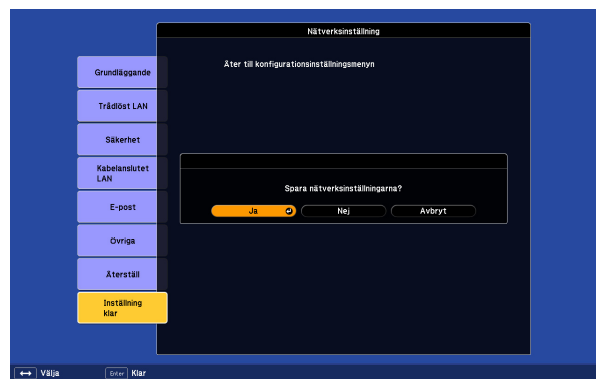 Nätverksinställning
Åter till konfigurationsinställningsmenyn
Grundläggande
Trådlöst LAN
Säkerhet
Kabelanslutet
LAN
E-post
Övriga
Återställ
Inställning
klar
Spara nätverksinställningarna?
Ja Nej Avbryt
Välja Enter Klar